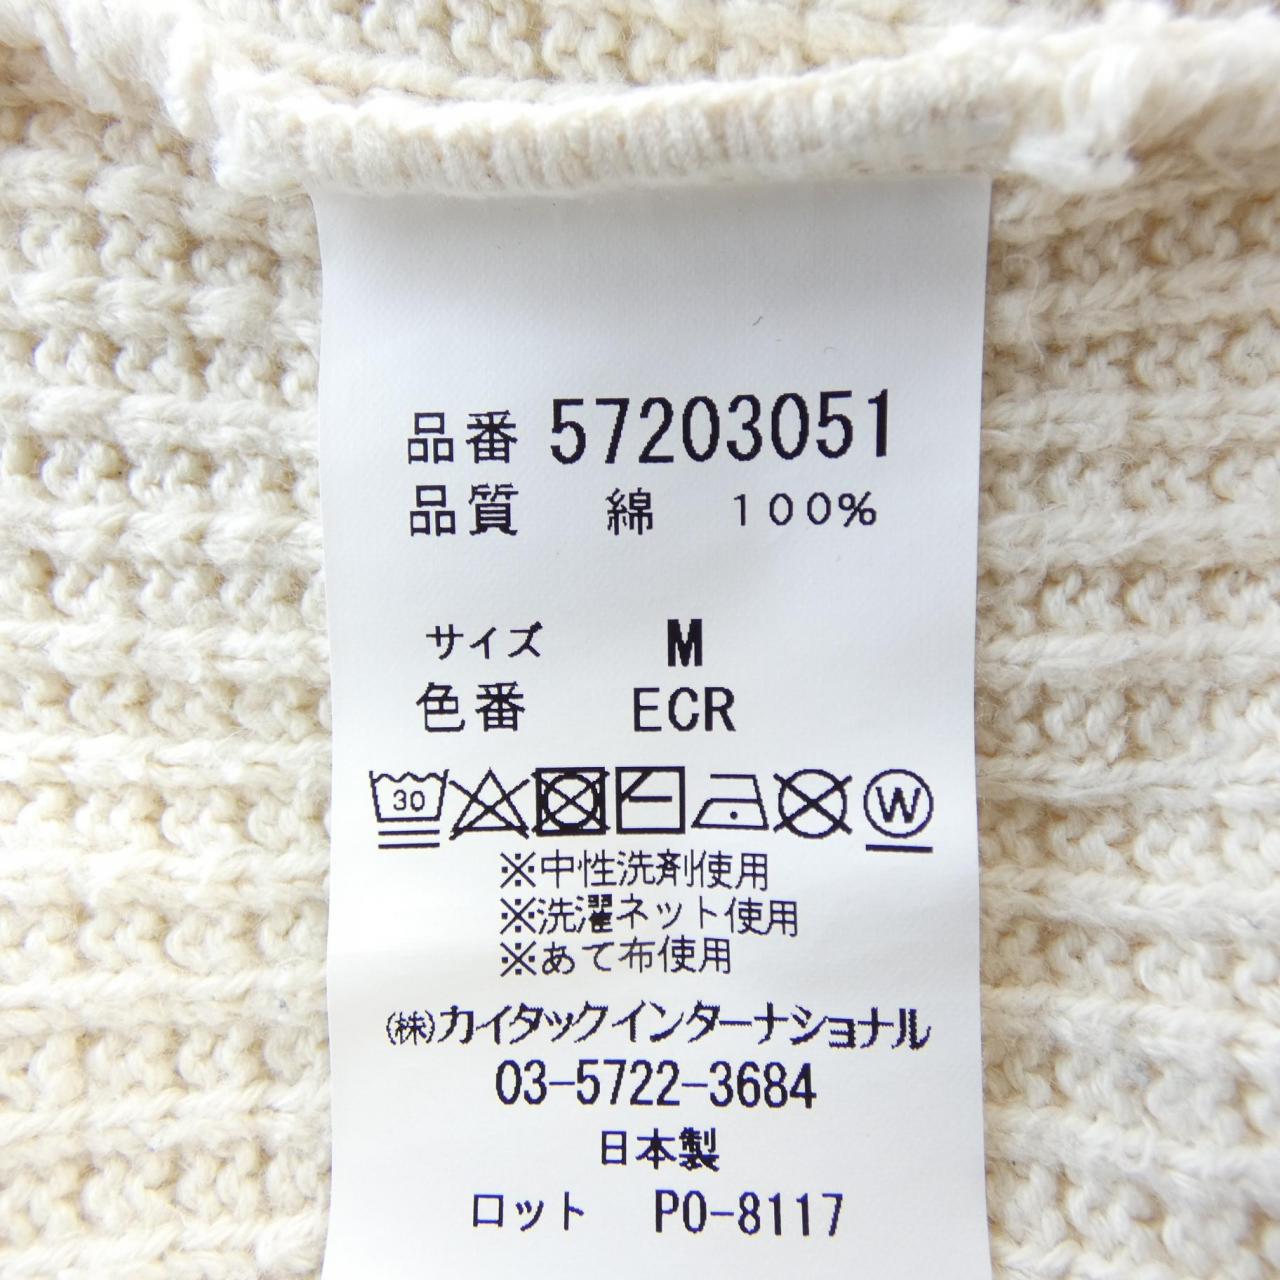 品番 57203051
品質 綿 100%
サイズ M
色番 ECR
30 W
※中性洗剤使用
※洗濯ネット使用
※あて布使用
㈱カイタックインターナショナル
03-5722-3684
日本製
ロット PO-8117